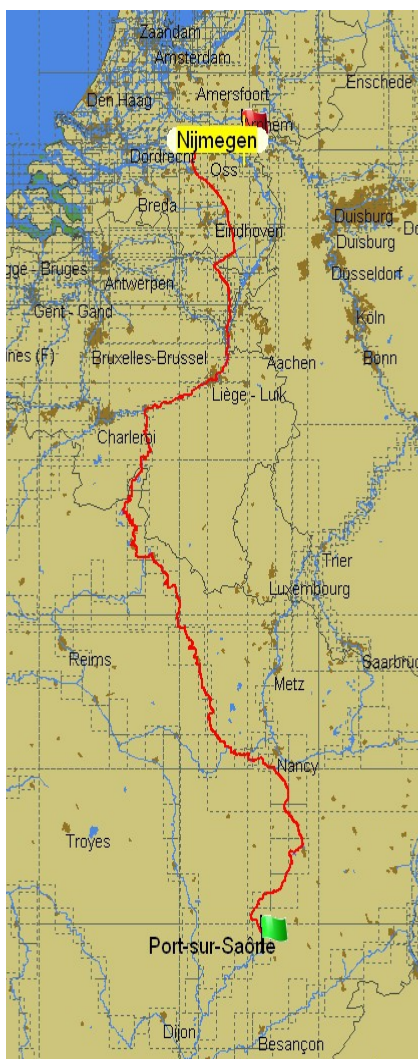 Zaandam
Amsterdam
Enschede
Amersfoort
Den Haag
Nijmegen
Dordrecht
Oss
Breda
Duisburg
Eindhoven
Duisburg
Düsseldorf
Antwerpen
Gent - Gand
Köln
Bruxelles-Brussel
Bonn
Aachen
Liège - Luik
Charleroi
Trier
Luxembourg
Reims
Metz
Nancy
Troyes
Port-sur-Saône
Dijon
Besançon